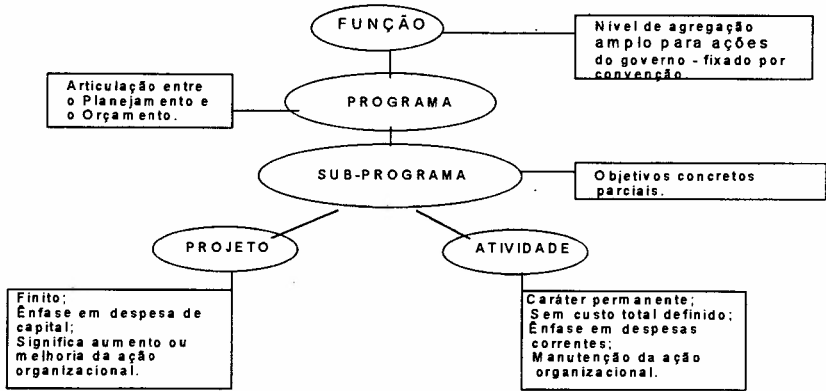 FUNÇÃO
Nível de agregação
amplo para ações
do governo - fixado por
convenção.
Articulação entre
o Planejamento e
o Orçamento.
PROGRAMA
SUB-PROGRAMA
Objetivos concretos
parciais.
PROJETO
ATIVIDADE
Finito;
Ênfase em despesa de
capital;
Significa aumento ou
melhoria da ação
organizacional.
Caráter permanente;
Sem custo total definido;
Ênfase em despesas
correntes;
Manutenção da ação
organizacional.